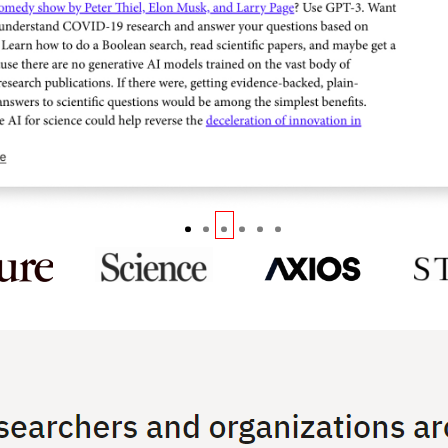 omedy show by Peter Thiel, Elon Musk, and Larry Page? Use GPT-3. Want
understand COVID-19 research and answer your questions based on
Learn how to do a Boolean search, read scientific papers, and maybe get a
use there are no generative AI models trained on the vast body of
research publications. If there were, getting evidence-backed, plain-
answers to scientific questions would be among the simplest benefits.
e AI for science could help reverse the deceleration of innovation in
e
ure Science AXIOS ST
searchers and organizations ar